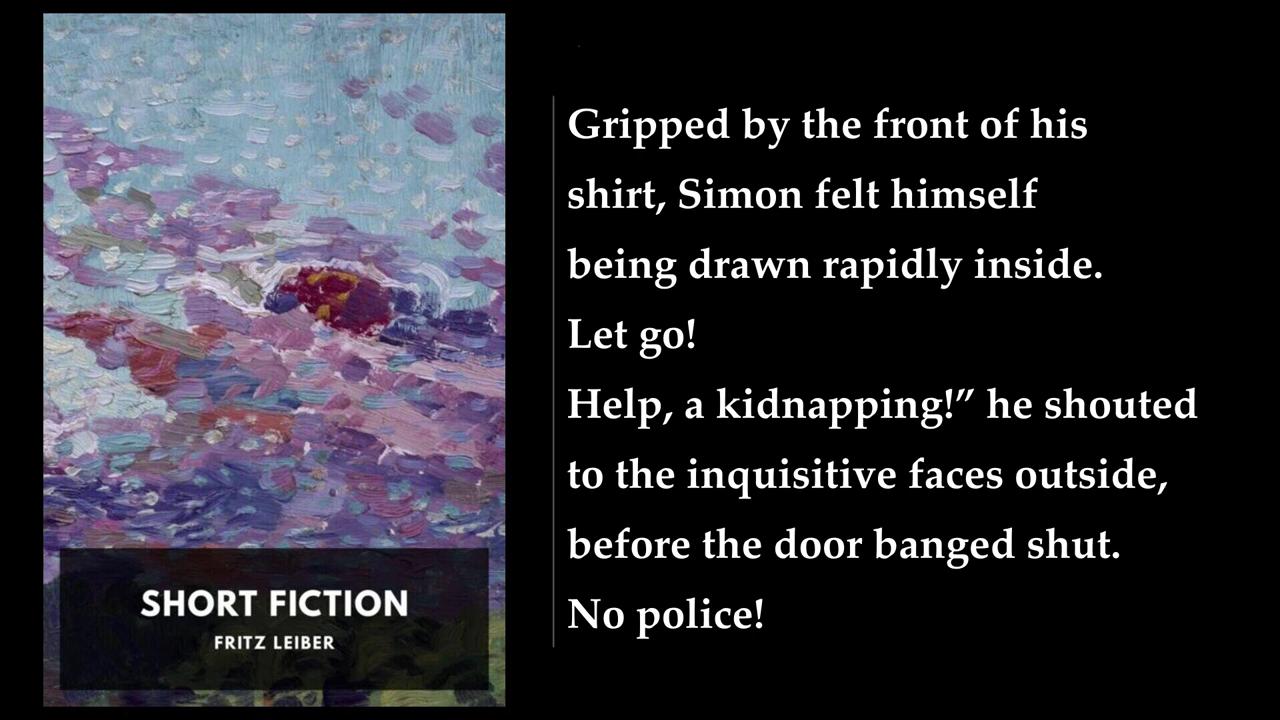 SHORT FICTION
FRITZ LEIBER
Gripped by the front of his
shirt, Simon felt himself
being drawn rapidly inside.
Let go!
Help, a kidnapping!” he shouted
to the inquisitive faces outside,
before the door banged shut.
No police!